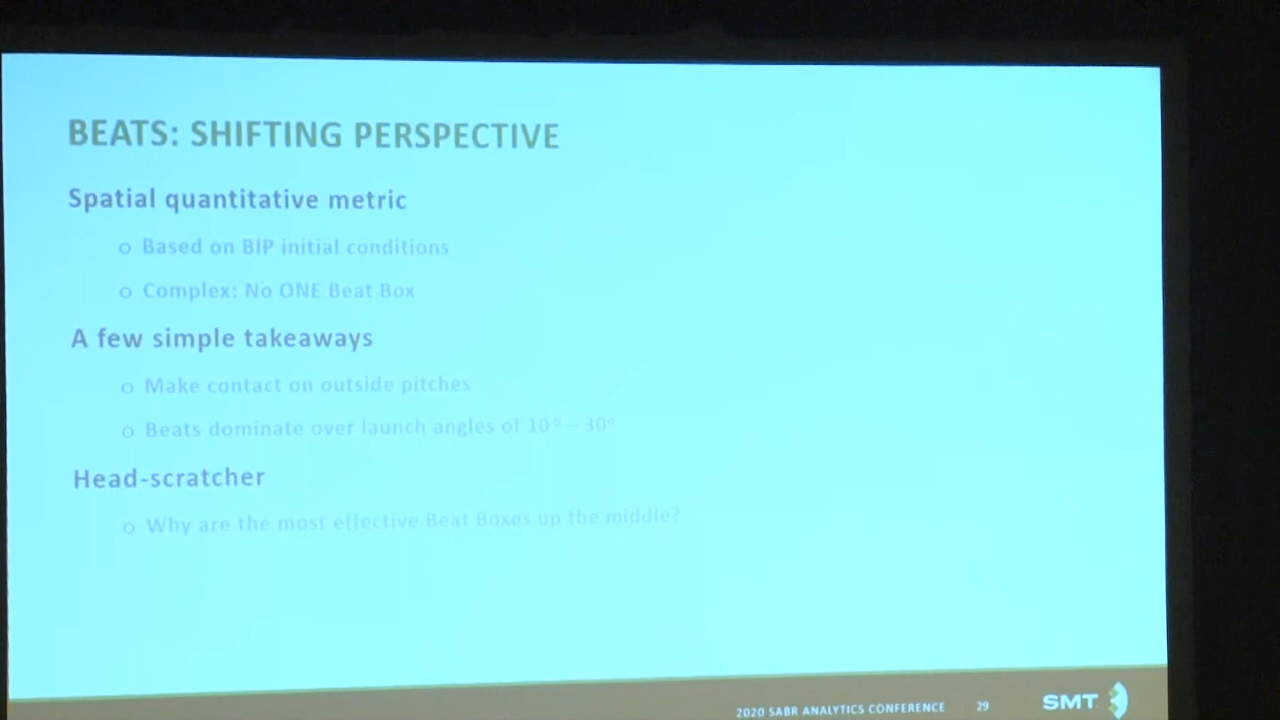 BEATS: SHIFTING PERSPECTIVE
Spatial quantitative metric
o Based on BIP initial conditions
o Complex: No ONE Beat Box
A few simple takeaways
o Make contact on outside pitches
o Beats dominate over launch angles of 10° – 30°
Head-scratcher
o Why are the most effective Beat Boxes up the middle?
2020 SABR ANALYTICS CONFERENCE 29 SMT